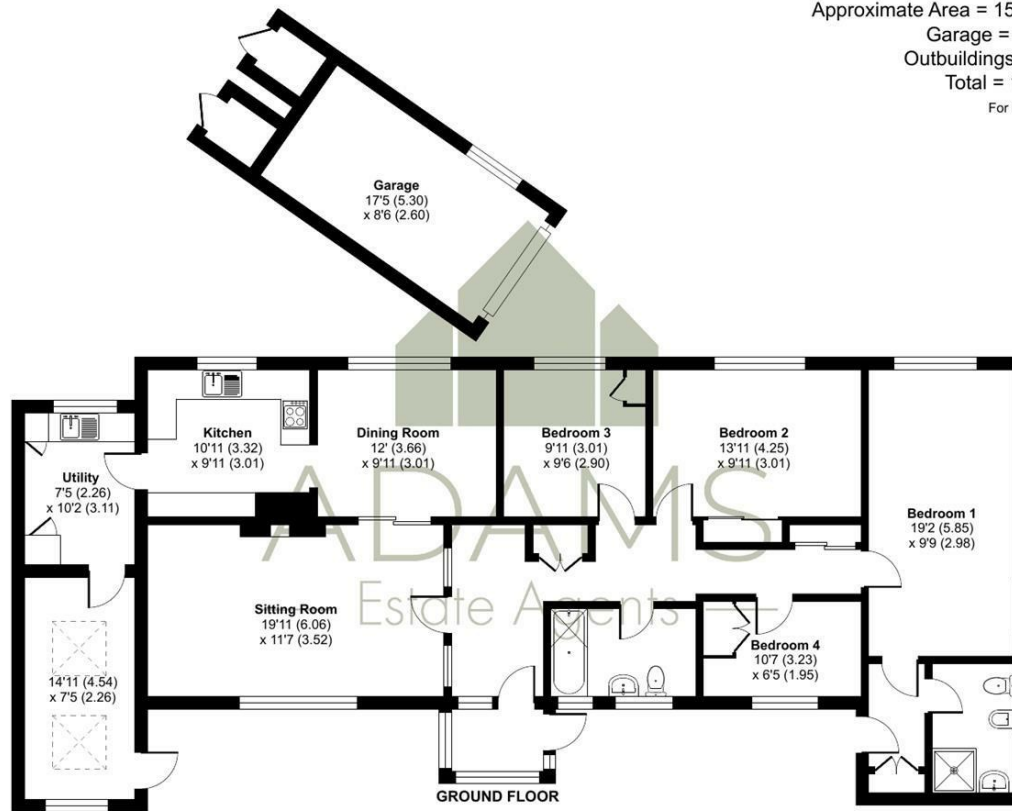 Approximate Area = 15
Garage =
Outbuildings
Total =
For
Garage
17'5 (5.30)
x 8'6 (2.60)
Kitchen
10'11 (3.32)
x 9'11 (3.01)
Dining Room
12' (3.66)
x 9'11 (3.01)
Bedroom 3
9'11 (3.01)
x 9'6 (2.90)
Bedroom 2
13'11 (4.25)
x 9'11 (3.01)
Utility
7'5 (2.26)
x 10'2 (3.11)
Bedroom 1
19'2 (5.85)
x 9'9 (2.98)
ADAMS
Estate Agents
Sitting Room
19'11 (6.06)
x 11'7 (3.52)
Bedroom 4
10'7 (3.23)
x 6'5 (1.95)
14'11 (4.54)
x 7'5 (2.26)
GROUND FLOOR